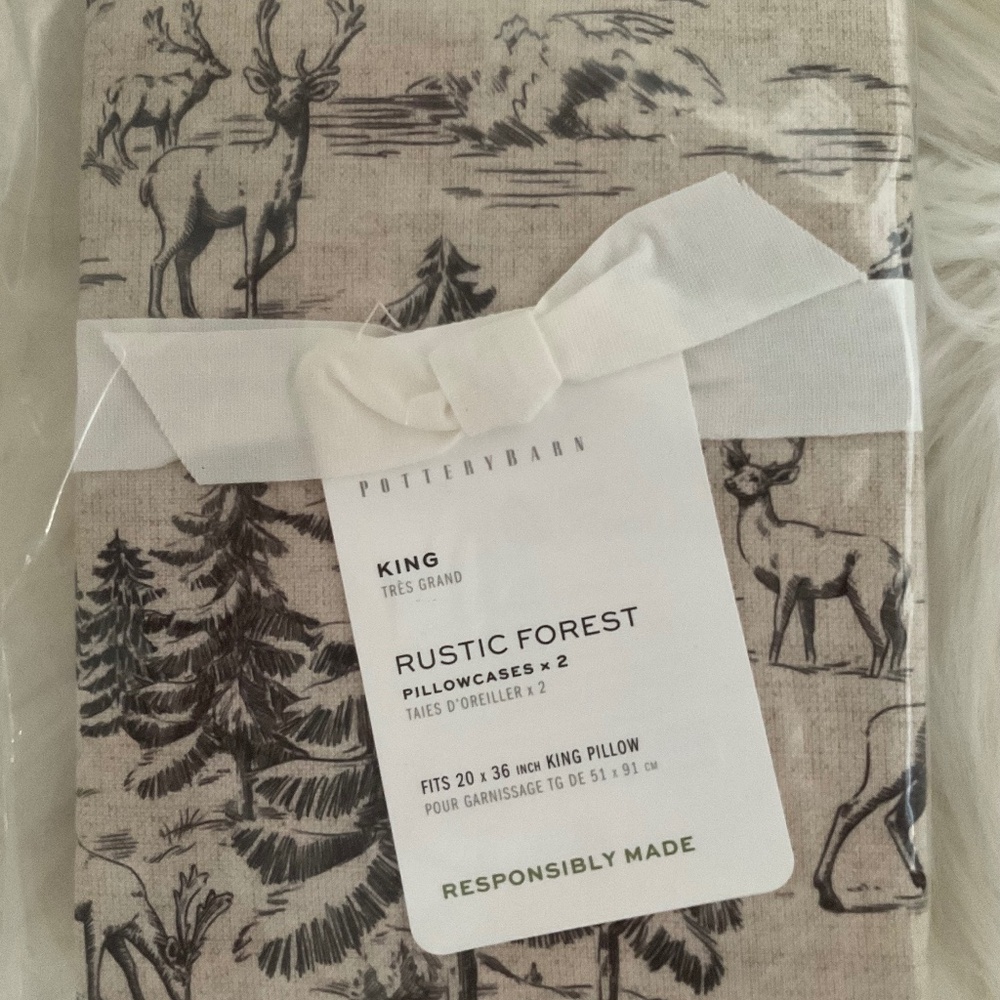 POTTERYBARN
KING
TRÈS GRAND
RUSTIC FOREST
PILLOWCASES x 2
TAIES D'OREILLER x 2
FITS 20 x 36 INCH KING PILLOW
POUR GARNISSAGE TG DE 51 x 91 CM
RESPONSIBLY MADE